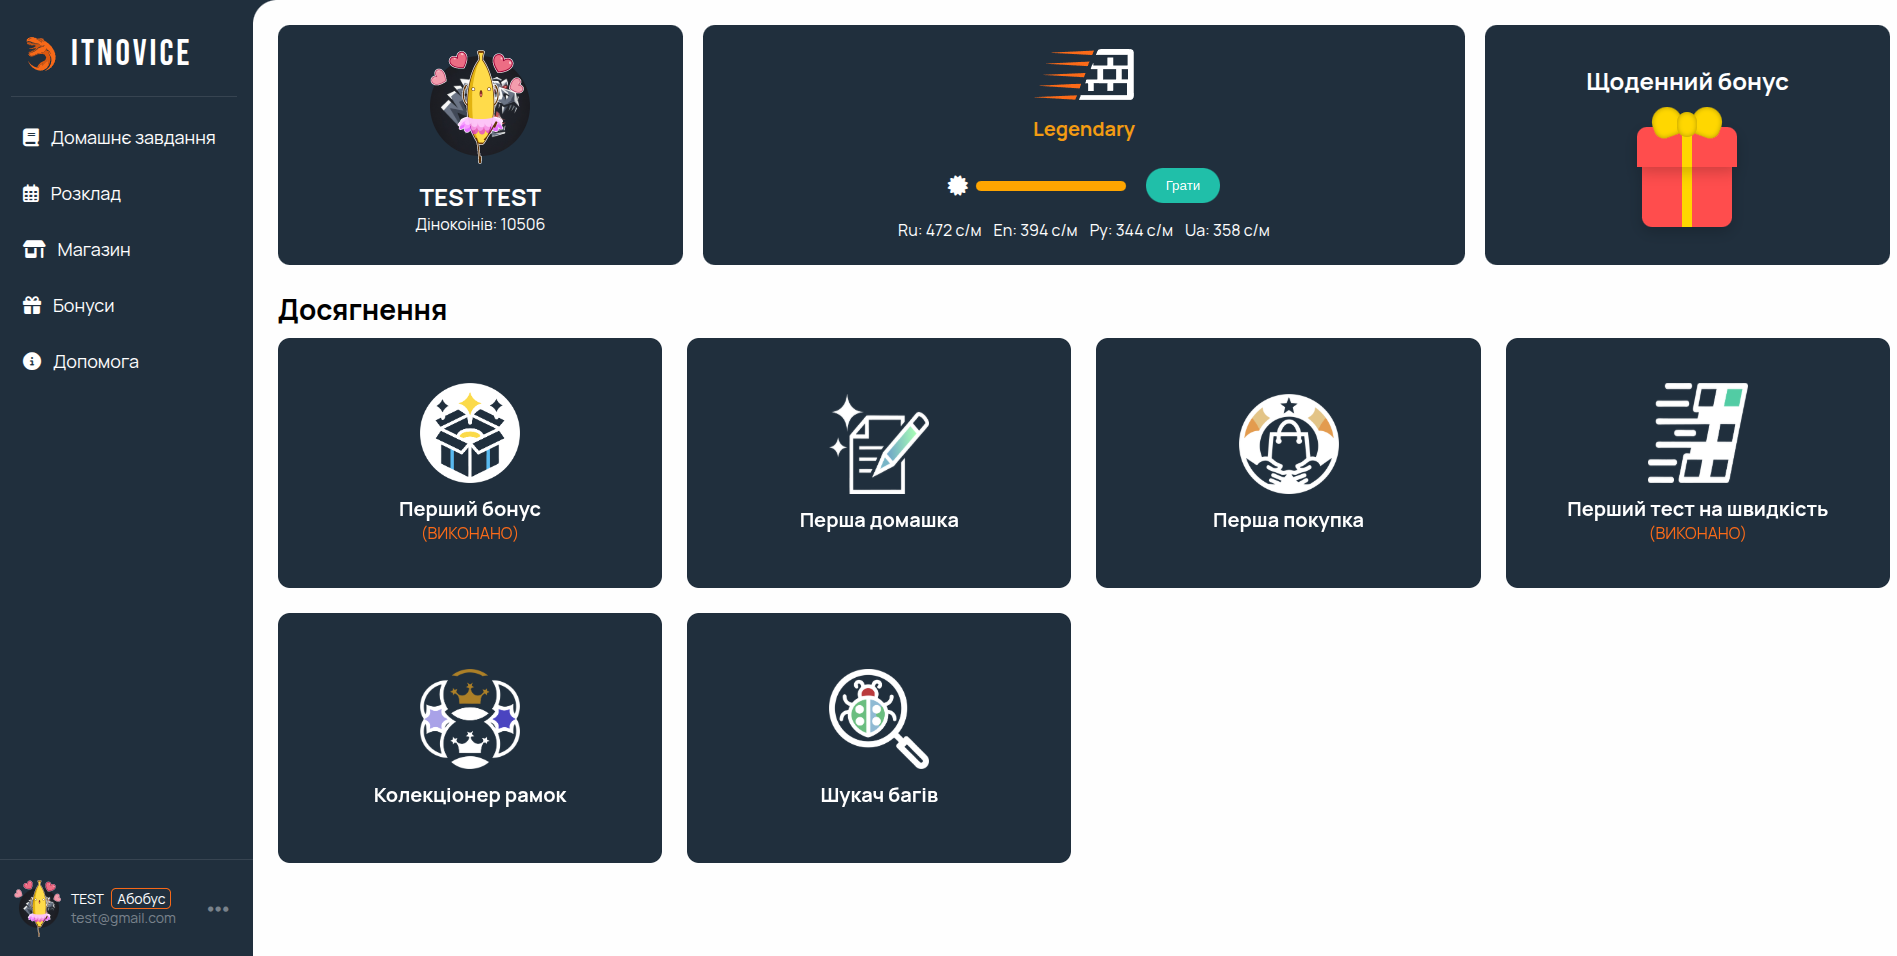 ITNOVICE
Домашнє завдання
Розклад
Магазин
Бонуси
Допомога
TEST Абобус
test@gmail.com
TEST TEST
Дінокоінів: 10506
Legendary
Грати
Ru: 472 с/м En: 394 с/м Py: 344 с/м Ua: 358 с/м
Щоденний бонус
Досягнення
Перший бонус
(ВИКОНАНО)
Перша домашка
Перша покупка
Перший тест на швидкість
(ВИКОНАНО)
Колекціонер рамок
Шукач багів